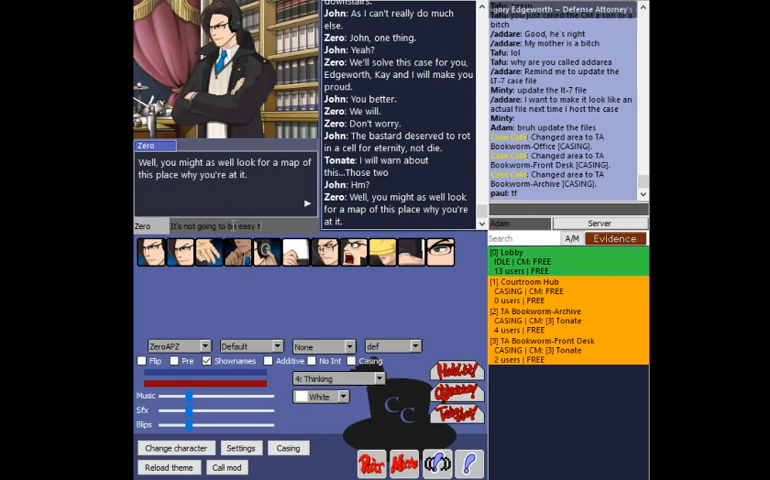 downstairs.
John: As I can't really do much
else.
Zero: John, one thing.
John: Yeah?
Zero: We'll solve this case for you,
Edgeworth, Kay and I will make you
proud.
John: You better.
Zero: We will.
Zero: Don't worry.
John: The bastard deserved to rot
in a cell for eternity, not die.
Tonate: I will warn about
this...Those two
John: Hm?
Zero: Well, you might as well look
for a map of this place why you're
at it.
gory Edgeworth ~ Defense Attorney's
Tafu: you just called the CM a son of a
bitch
/addare: Good, he's right
/addare: My mother is a bitch
Tafu: lol
Tafu: why are you called addarea
/addare: Remind me to update the
LT-7 case file
Minty: update the lt-7 file
/addare: I want to make it look like an
actual game next time I host the case
Minty:
Adam: bruh update the files
Case Café: Changed area to TA
Bookworm-Office [CASING].
Case Café: Changed area to TA
Bookworm-Front Desk [CASING].
Case Café: Changed area to TA
Bookworm-Archive [CASING].
paul: tf
Zero
Well, you might as well look for a map of
this place why you're at it.
Zero
It's not going to be easy t
Adam
Server
Search
A/M
Evidence
[0] Lobby
IDLE | CM: FREE
13 users | FREE
[1] Courtroom Hub
CASING | CM: FREE
0 users | FREE
[2] TA Bookworm-Archive
CASING | CM: [3] Tonate
4 users | FREE
[3] TA Bookworm-Front Desk
CASING | CM: [3] Tonate
2 users | FREE
ZeroAPZ
Default
None
def
Flip
Pre
Shownames
Additive
No Int
Casing
4: Thinking
White
Music
Sfx
Blips
Hold it!
Objection!
Take that!
C C
Change character
Settings
Casing
Reload theme
Call mod
Pair
Mute